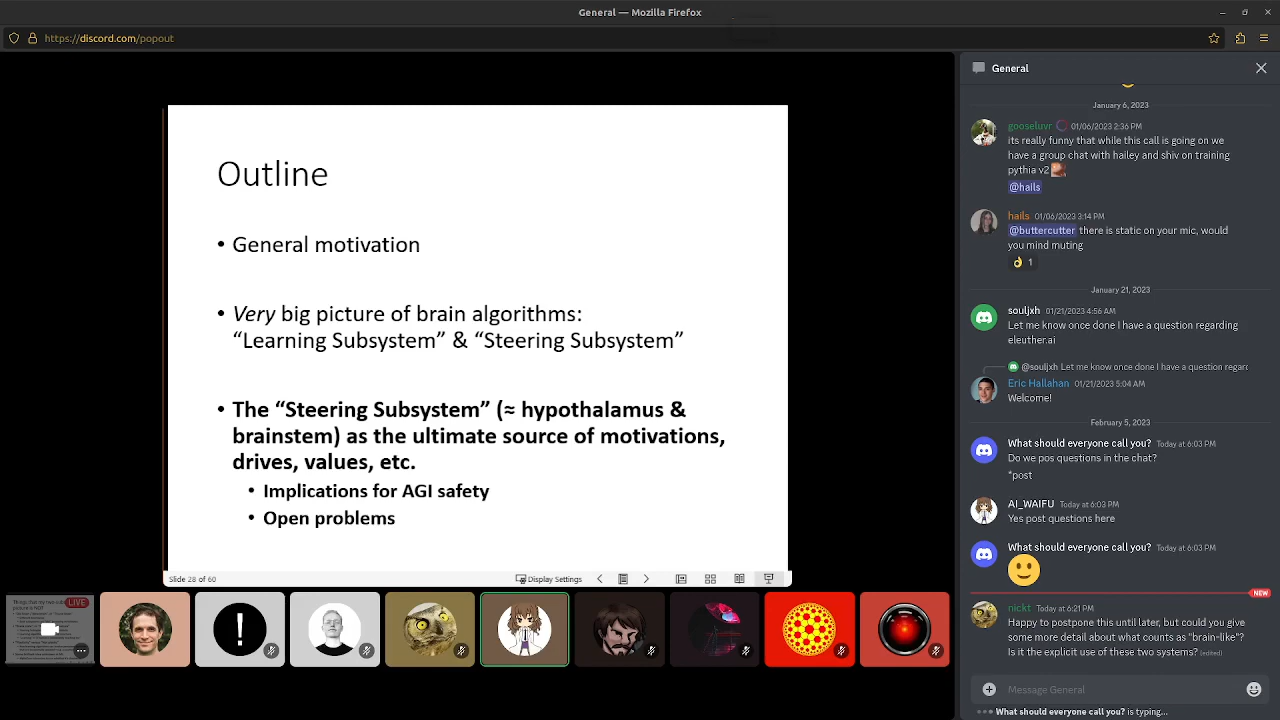 General — Mozilla Firefox
https://discord.com/popout
Outline
• General motivation
• Very big picture of brain algorithms:
“Learning Subsystem” & “Steering Subsystem”
• The “Steering Subsystem” (≈ hypothalamus &
brainstem) as the ultimate source of motivations,
drives, values, etc.
• Implications for AGI safety
• Open problems
Slide 28 of 60
Display Settings
LIVE
General
January 6, 2023
gooseluvr 01/06/2023 2:36 PM
its really funny that while this call is going on we
have a group chat with hailey and shiv on training
pythia v2
@hails
hails 01/06/2023 3:14 PM
@buttercutter there is static on your mic, would
you mind muting
1
January 21, 2023
souljxh 01/21/2023 4:56 AM
Let me know once done I have a question regarding
eleuther.ai
@souljxh Let me know once done I have a question regarc
Eric Hallahan 01/21/2023 5:04 AM
Welcome!
February 5, 2023
What should everyone call you? Today at 6:03 PM
Do we pos questions in the chat?
*post
AI_WAIFU Today at 6:03 PM
Yes post questions here
What should everyone call you? Today at 6:03 PM
NEW
nickt Today at 6:21 PM
Happy to postpone this until later, but could you give
some more detail about what counts as "brain-like"?
Is it the explicit use of these two systems? (edited)
Message General
What should everyone call you? is typing...